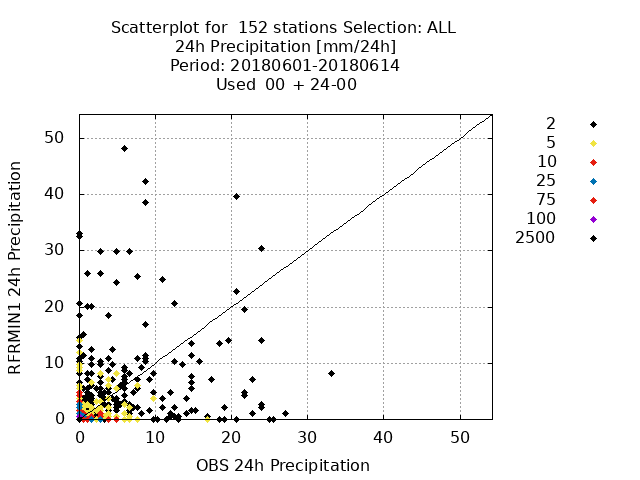 Scatterplot for  152 stations Selection: ALL
24h Precipitation [mm/24h]
Period: 20180601-20180614
Used  00 + 24-00
RFRMIN1 24h Precipitation
50
40
30
20
10
0
0 10 20 30 40 50
OBS 24h Precipitation
2
5
10
25
75
100
2500